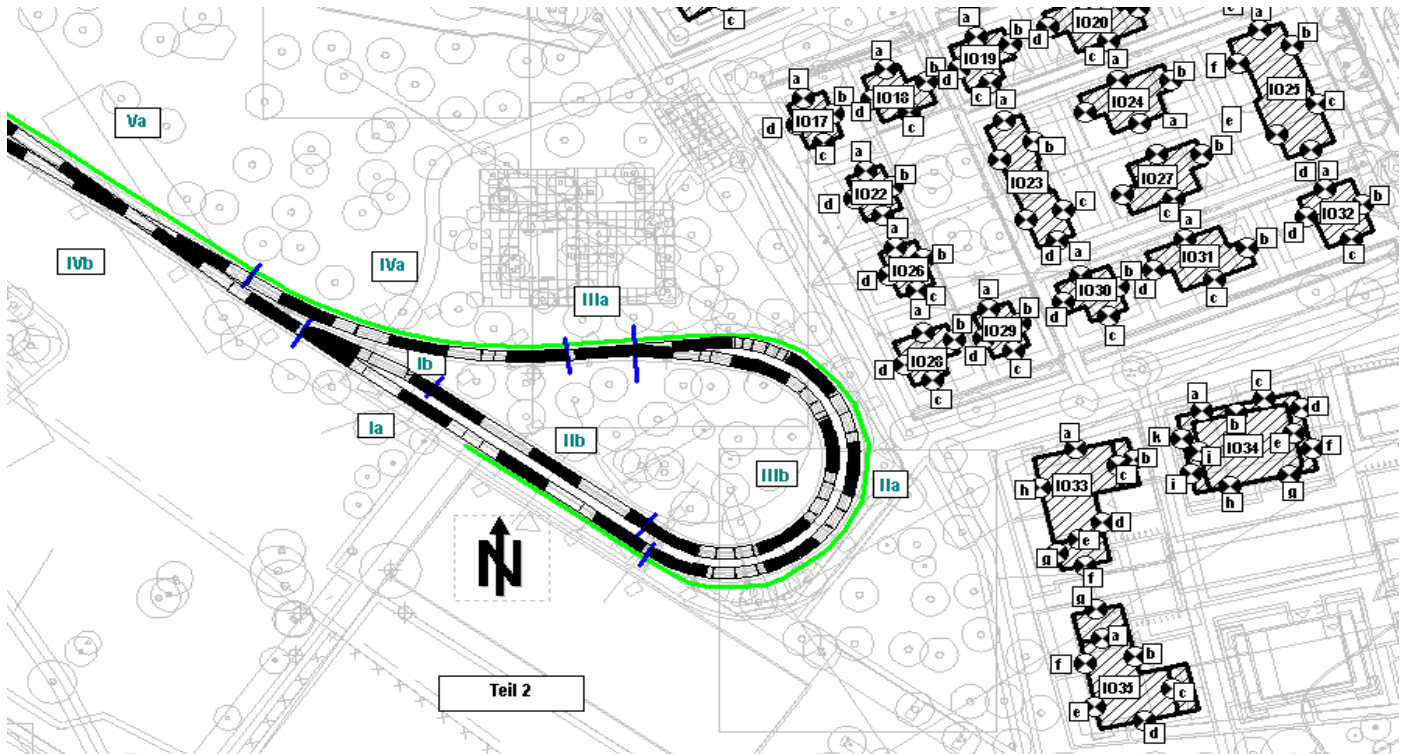 c
a
b
IO20
d
c
a
IO19
b
d
c
a
a
b
IO24
a
a
b
f
IO25
c
e
d
a
b
IO18
d
c
a
b
IO17
d
c
a
b
IO22
d
c
a
b
IO23
c
d
a
b
IO27
c
a
b
IO32
d
c
a
b
IO26
d
c
a
b
IO31
d
c
a
b
IO30
d
c
a
b
IO29
d
c
a
b
IO28
d
c
Va
IVb
IVa
IIIa
Ib
Ia
IIb
IIIb
IIa
N
Teil 2
a
b
c
IO33
h
d
e
g
f
a
c
d
b
k
IO34
e
f
i
i
h
g
g
a
b
f
IO35
c
e
d